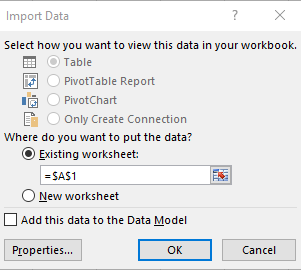 Import Data
Select how you want to view this data in your workbook.
Table
PivotTable Report
PivotChart
Only Create Connection
Where do you want to put the data?
Existing worksheet:
=$A$1
New worksheet
Add this data to the Data Model
Properties... OK Cancel